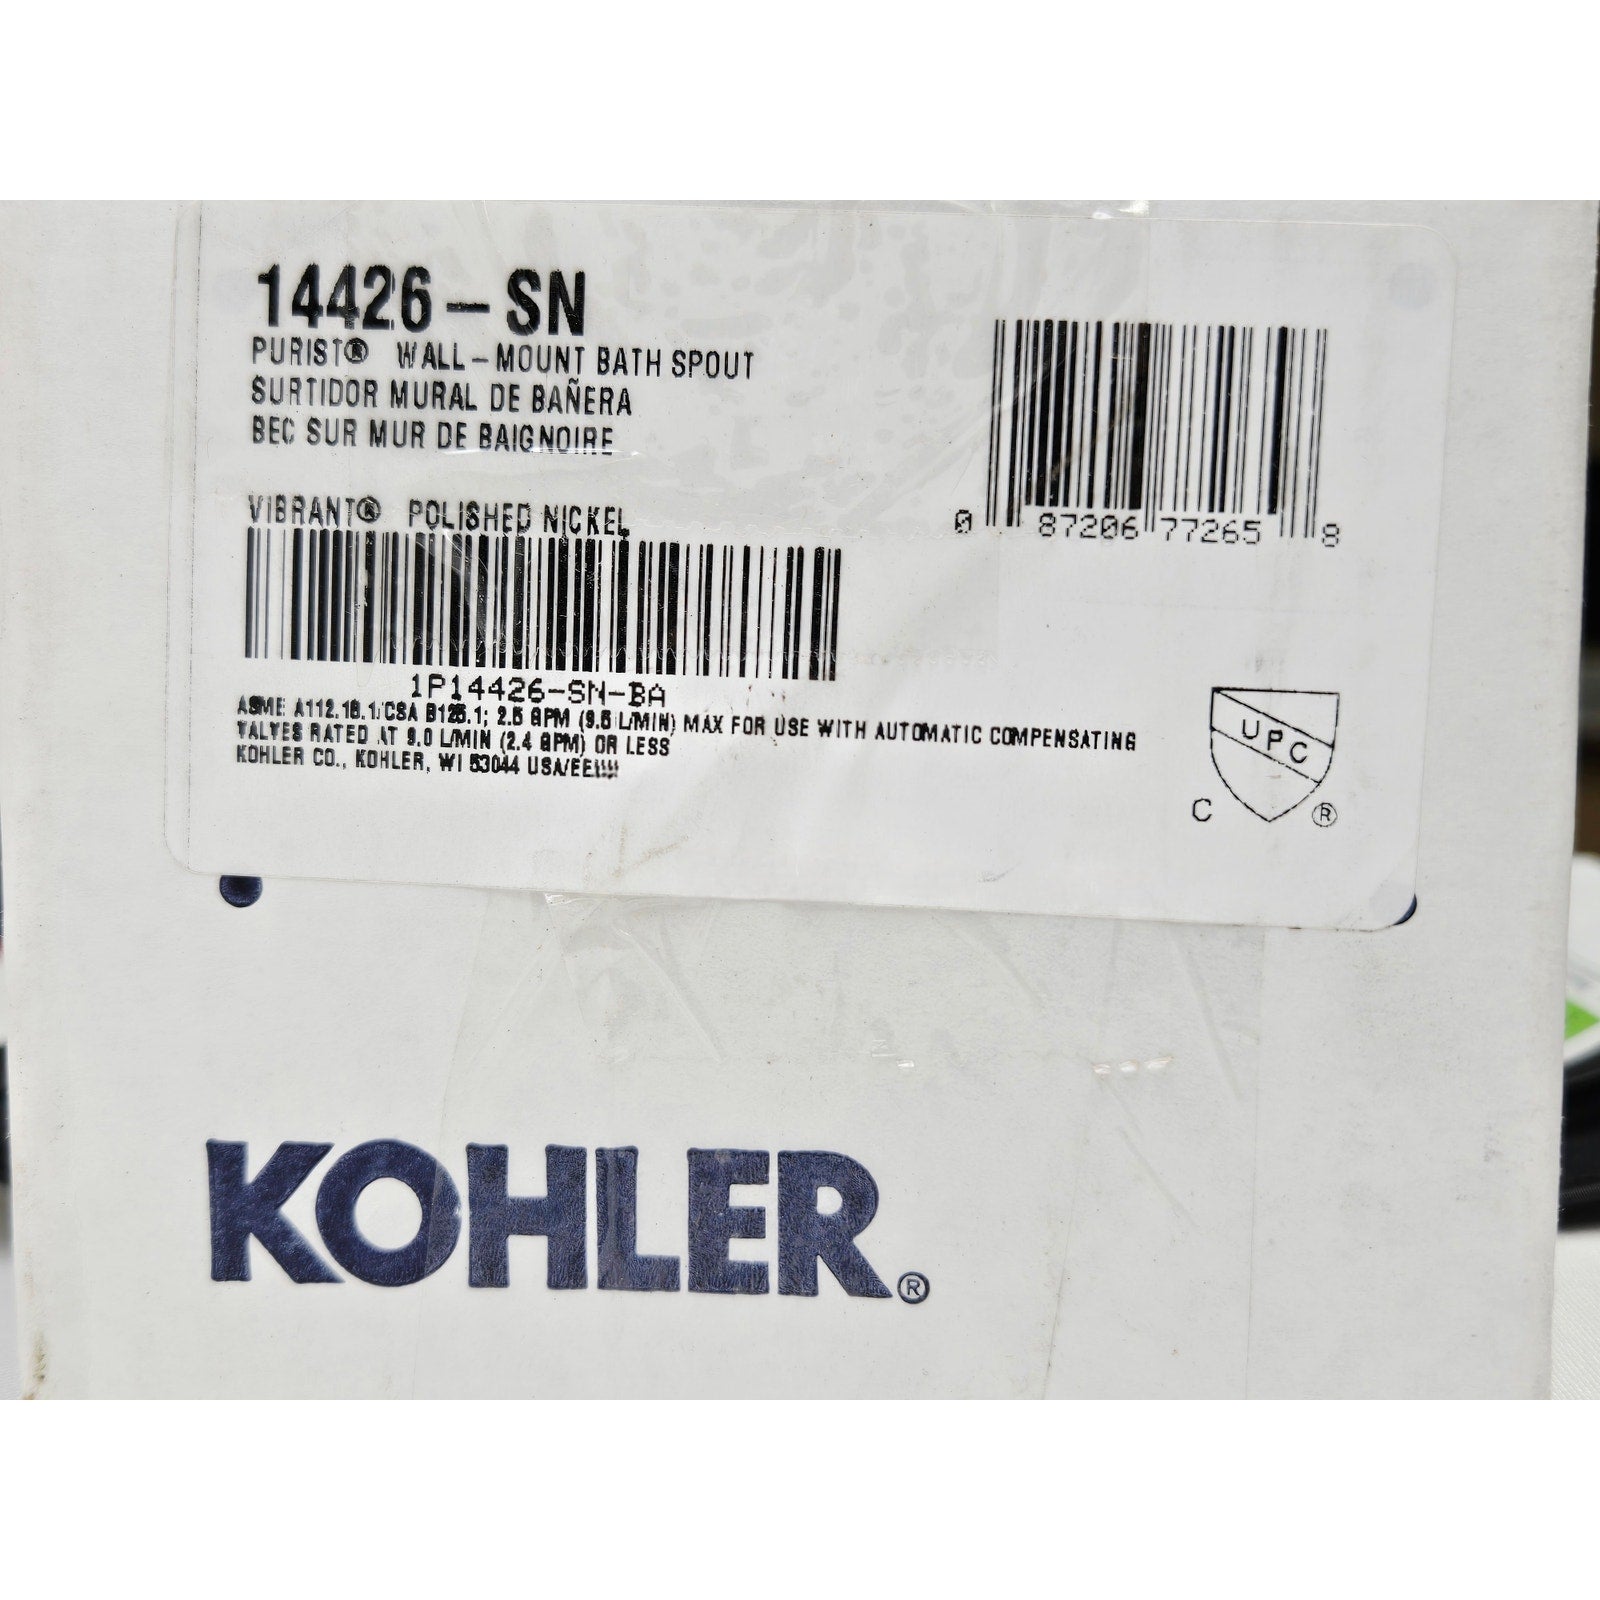 14426-SN
PURIST® WALL-MOUNT BATH SPOUT
SURTIDOR MURAL DE BAÑERA
BEC SUR MUR DE BAIGNOIRE
VIBRANT® POLISHED NICKEL
0 87206 77265 8
1P14426-SN-BA
ASME A112.18.1/CSA B125.1; 2.5 GPM (9.5 L/MIN) MAX FOR USE WITH AUTOMATIC COMPENSATING
VALVES RATED AT 9.0 L/MIN (2.4 GPM) OR LESS
KOHLER CO., KOHLER, WI 53044 USA/EE.UU.
UPC
C ®
KOHLER®